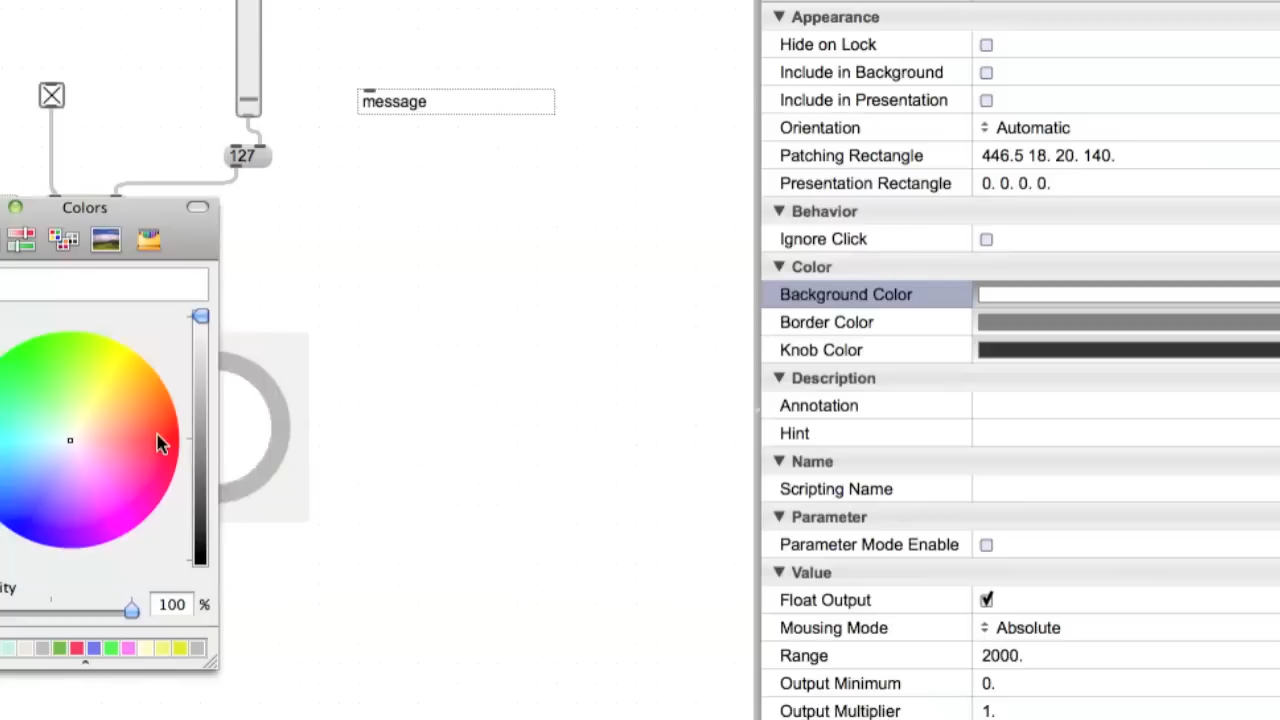 message
127
Colors
ity
100 %
Appearance
Hide on Lock
Include in Background
Include in Presentation
Orientation Automatic
Patching Rectangle 446.5 18. 20. 140.
Presentation Rectangle 0. 0. 0. 0.
Behavior
Ignore Click
Color
Background Color
Border Color
Knob Color
Description
Annotation
Hint
Name
Scripting Name
Parameter
Parameter Mode Enable
Value
Float Output
Mousing Mode Absolute
Range 2000.
Output Minimum 0.
Output Multiplier 1.